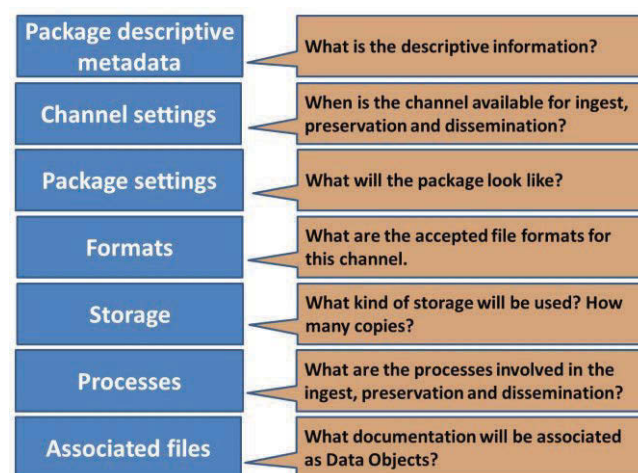 Package descriptive
metadata
What is the descriptive information?
Channel settings
When is the channel available for ingest,
preservation and dissemination?
Package settings
What will the package look like?
Formats
What are the accepted file formats for
this channel.
Storage
What kind of storage will be used? How
many copies?
Processes
What are the processes involved in the
ingest, preservation and dissemination?
Associated files
What documentation will be associated
as Data Objects?